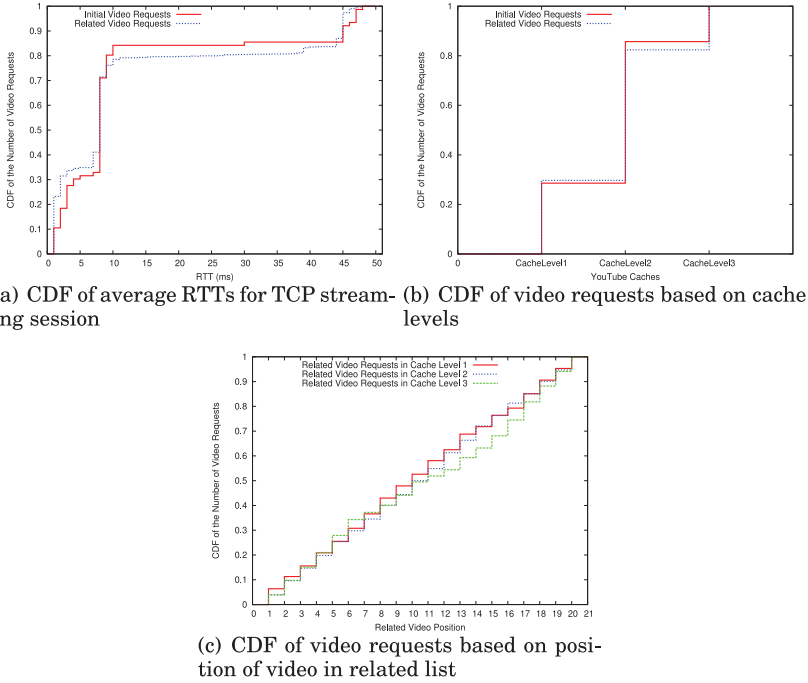 Initial Video Requests
Related Video Requests
CDF of the Number of Video Requests
1
0.9
0.8
0.7
0.6
0.5
0.4
0.3
0.2
0.1
0
0 5 10 15 20 25 30 35 40 45 50
RTT (ms)
a) CDF of average RTTs for TCP stream-
ng session
Initial Video Requests
Related Video Requests
CDF of the Number of Video Requests
1
0.8
0.6
0.4
0.2
0
0 CacheLevel1 CacheLevel2 CacheLevel3
YouTube Caches
(b) CDF of video requests based on cache
levels
Related Video Requests in Cache Level 1
Related Video Requests in Cache Level 2
Related Video Requests in Cache Level 3
CDF of the Number of Video Requests
1
0.9
0.8
0.7
0.6
0.5
0.4
0.3
0.2
0.1
0
0 1 2 3 4 5 6 7 8 9 10 11 12 13 14 15 16 17 18 19 20 21
Related Video Position
(c) CDF of video requests based on posi-
tion of video in related list